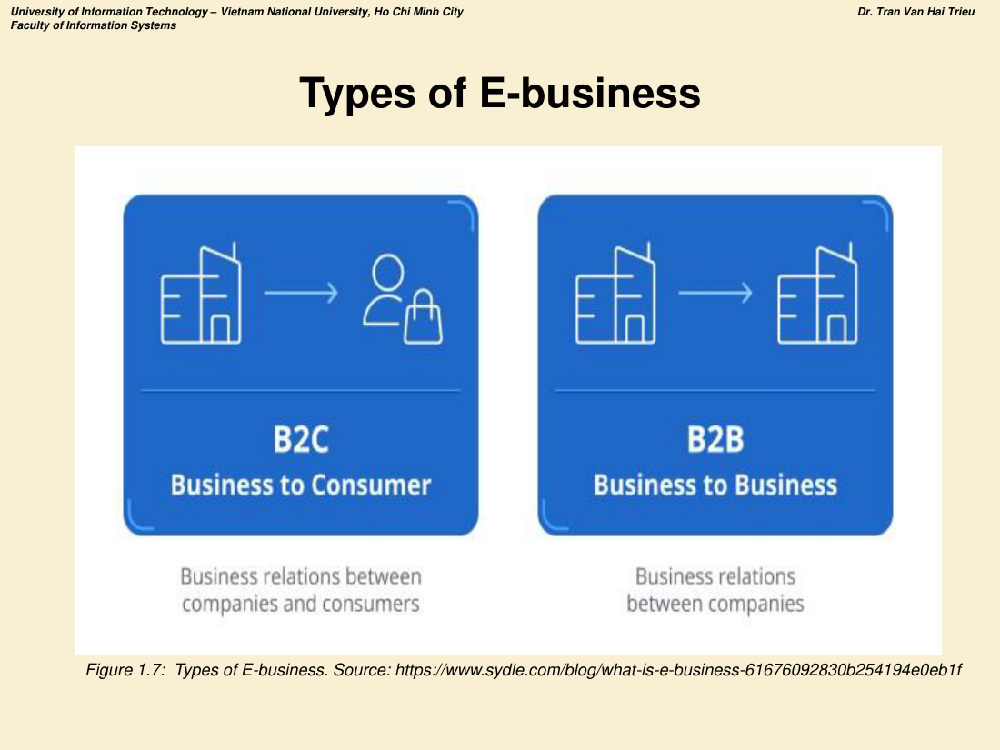 University of Information Technology – Vietnam National University, Ho Chi Minh City
Faculty of Information Systems
Dr. Tran Van Hai Trieu
Types of E-business
B2C
Business to Consumer
Business relations between
companies and consumers
B2B
Business to Business
Business relations
between companies
Figure 1.7:  Types of E-business. Source: https://www.sydle.com/blog/what-is-e-business-61676092830b254194e0eb1f